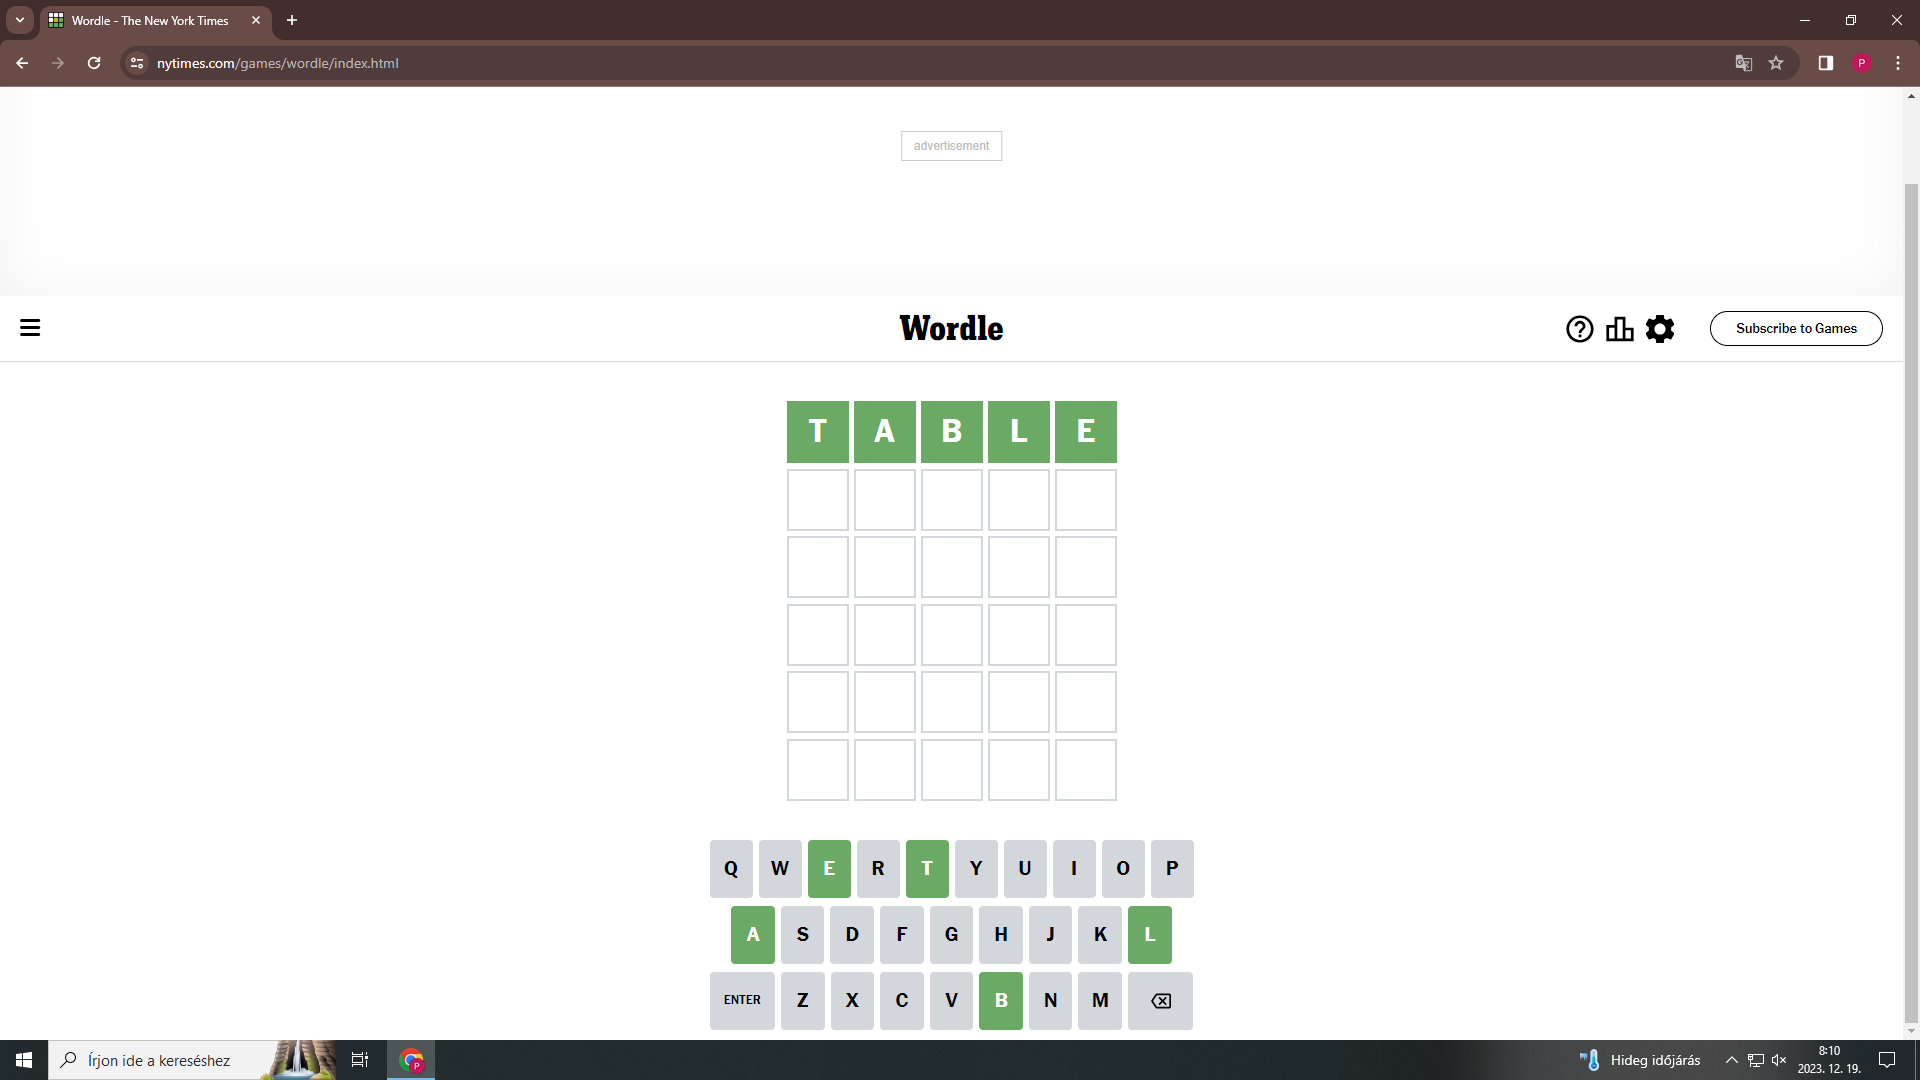 Wordle - The New York Times
nytimes.com/games/wordle/index.html
P
advertisement
Wordle
Subscribe to Games
T A B L E
Q W E R T Y U I O P
A S D F G H J K L
ENTER Z X C V B N M
Írjon ide a kereséshez
P
Hideg időjárás
8:10
2023. 12. 19.